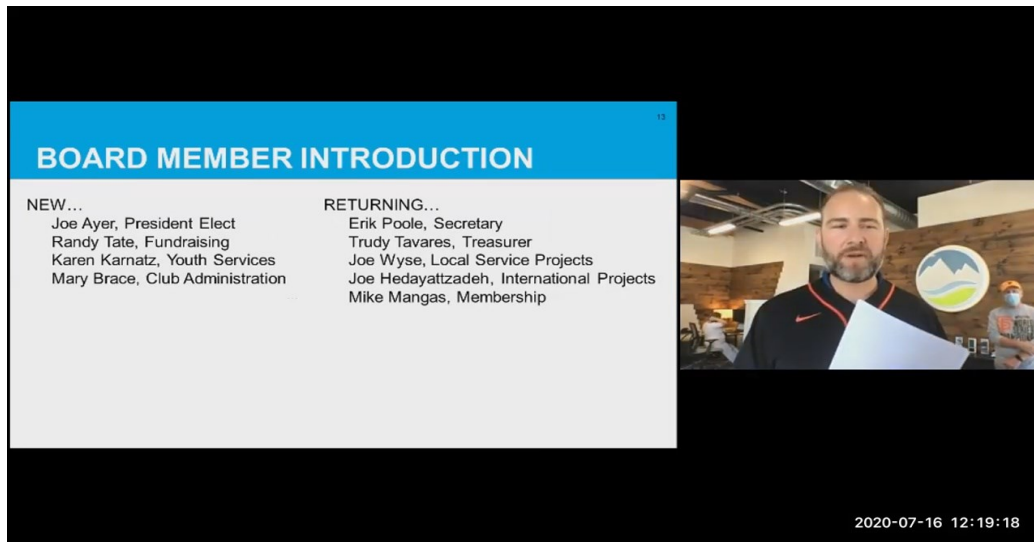 13
BOARD MEMBER INTRODUCTION
NEW…
Joe Ayer, President Elect
Randy Tate, Fundraising
Karen Karnatz, Youth Services
Mary Brace, Club Administration
RETURNING…
Erik Poole, Secretary
Trudy Tavares, Treasurer
Joe Wyse, Local Service Projects
Joe Hedayattzadeh, International Projects
Mike Mangas, Membership
2020-07-16 12:19:18